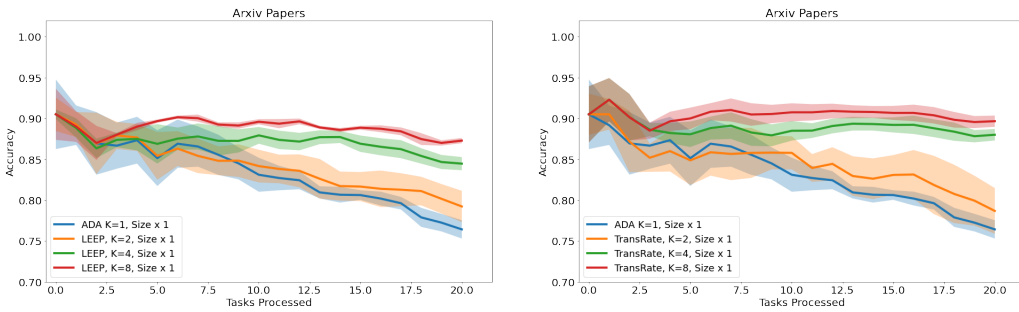 Arxiv Papers
1.00
0.95
0.90
0.85
0.80
0.75
0.70
Accuracy
ADA K=1, Size x 1
LEEP, K=2, Size x 1
LEEP, K=4, Size x 1
LEEP, K=8, Size x 1
0.0 2.5 5.0 7.5 10.0 12.5 15.0 17.5 20.0
Tasks Processed
Arxiv Papers
1.00
0.95
0.90
0.85
0.80
0.75
0.70
Accuracy
ADA K=1, Size x 1
TransRate, K=2, Size x 1
TransRate, K=4, Size x 1
TransRate, K=8, Size x 1
0.0 2.5 5.0 7.5 10.0 12.5 15.0 17.5 20.0
Tasks Processed